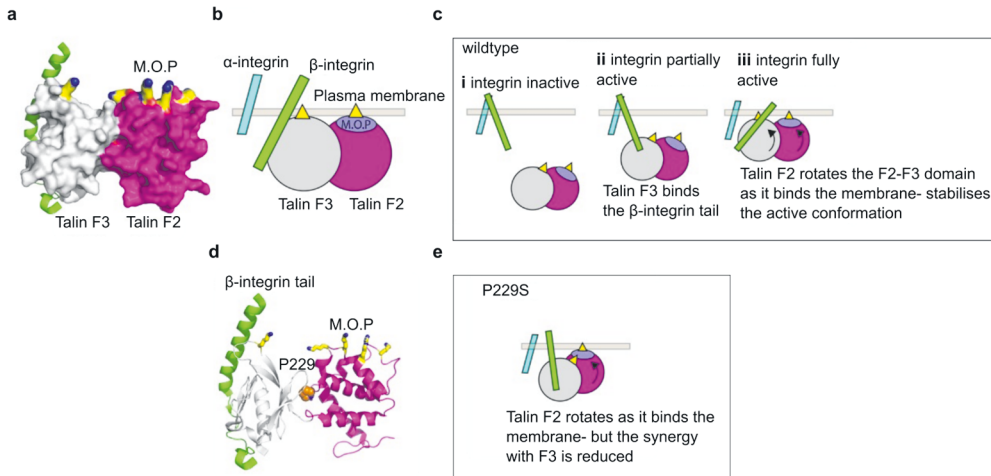 a
M.O.P
Talin F3
Talin F2
b
α-integrin
β-integrin
Plasma membrane
M.O.P
Talin F3
Talin F2
c
wildtype
i integrin inactive
ii integrin partially
active
Talin F3 binds
the β-integrin tail
iii integrin fully
active
Talin F2 rotates the F2-F3 domain
as it binds the membrane- stabilises
the active conformation
d
β-integrin tail
M.O.P
P229
e
P229S
Talin F2 rotates as it binds the
membrane- but the synergy
with F3 is reduced